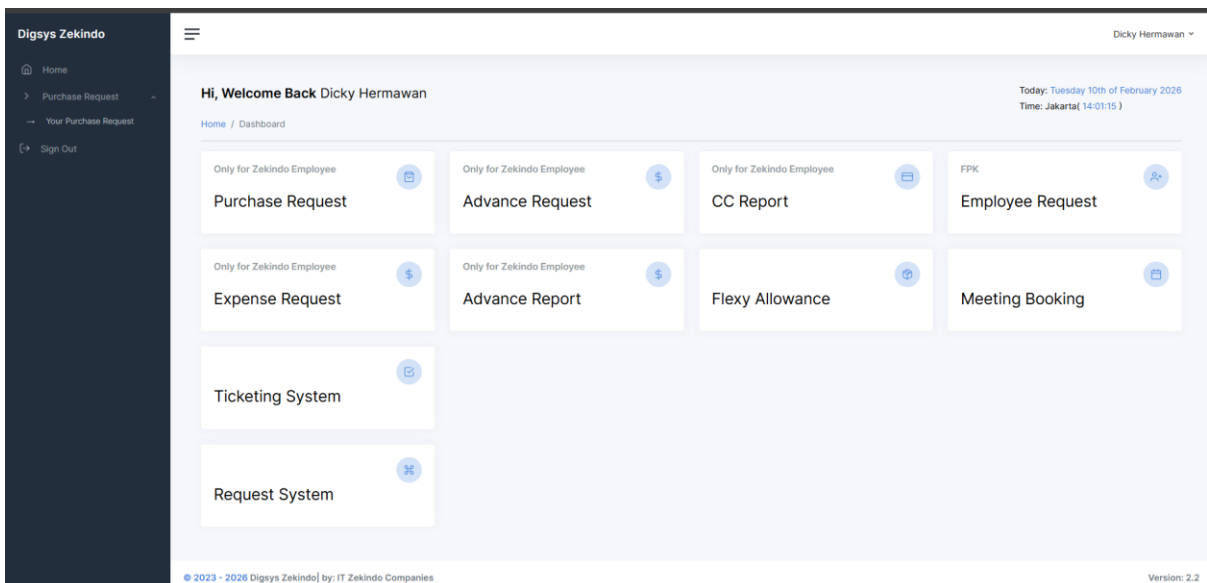 Digsys Zekindo
Dicky Hermawan
Home
Purchase Request
Your Purchase Request
Sign Out
Hi, Welcome Back Dicky Hermawan
Today: Tuesday 10th of February 2026
Time: Jakarta( 14:01:15 )
Home / Dashboard
Only for Zekindo Employee
Purchase Request
Only for Zekindo Employee
Advance Request
Only for Zekindo Employee
CC Report
FPK
Employee Request
Only for Zekindo Employee
Expense Request
Only for Zekindo Employee
Advance Report
Flexy Allowance
Meeting Booking
Ticketing System
Request System
© 2023 - 2026 Digsys Zekindo| by: IT Zekindo Companies
Version: 2.2